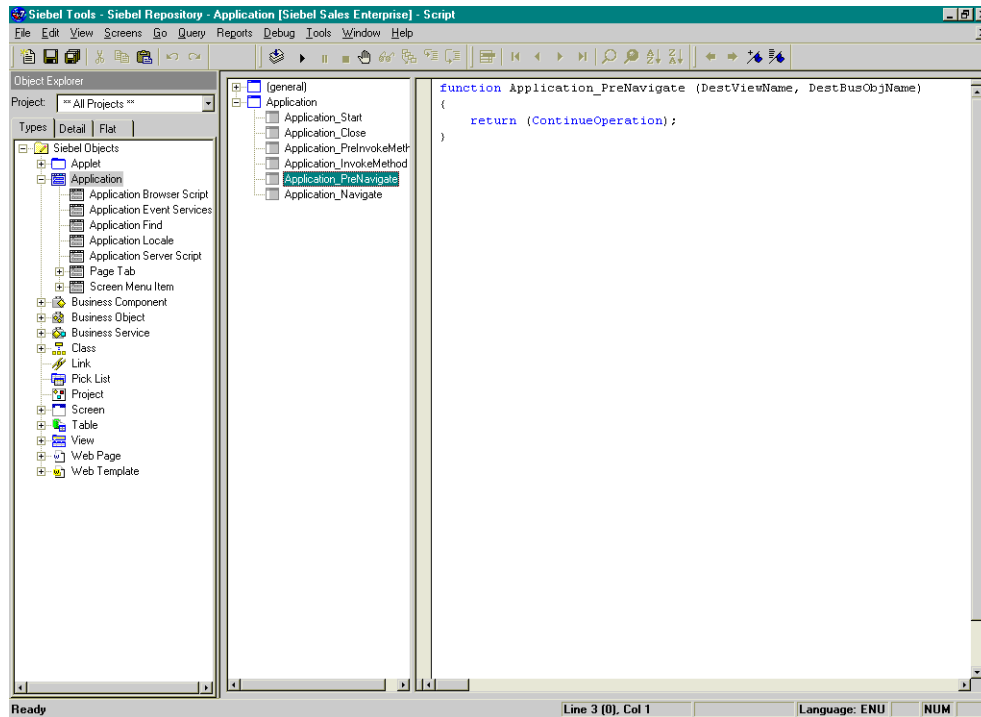 Siebel Tools - Siebel Repository - Application [Siebel Sales Enterprise] - Script
File Edit View Screens Go Query Reports Debug Tools Window Help
Object Explorer
Project: ** All Projects **
Types Detail Flat
Siebel Objects
Applet
Application
Application Browser Script
Application Event Services
Application Find
Application Locale
Application Server Script
Page Tab
Screen Menu Item
Business Component
Business Object
Business Service
Class
Link
Pick List
Project
Screen
Table
View
Web Page
Web Template
(general)
Application
Application_Start
Application_Close
Application_PreInvokeMeth
Application_InvokeMethod
Application_PreNavigate
Application_Navigate
function Application_PreNavigate (DestViewName, DestBusObjName)
{
return (ContinueOperation);
}
Ready
Line 3 (0), Col 1
Language: ENU
NUM